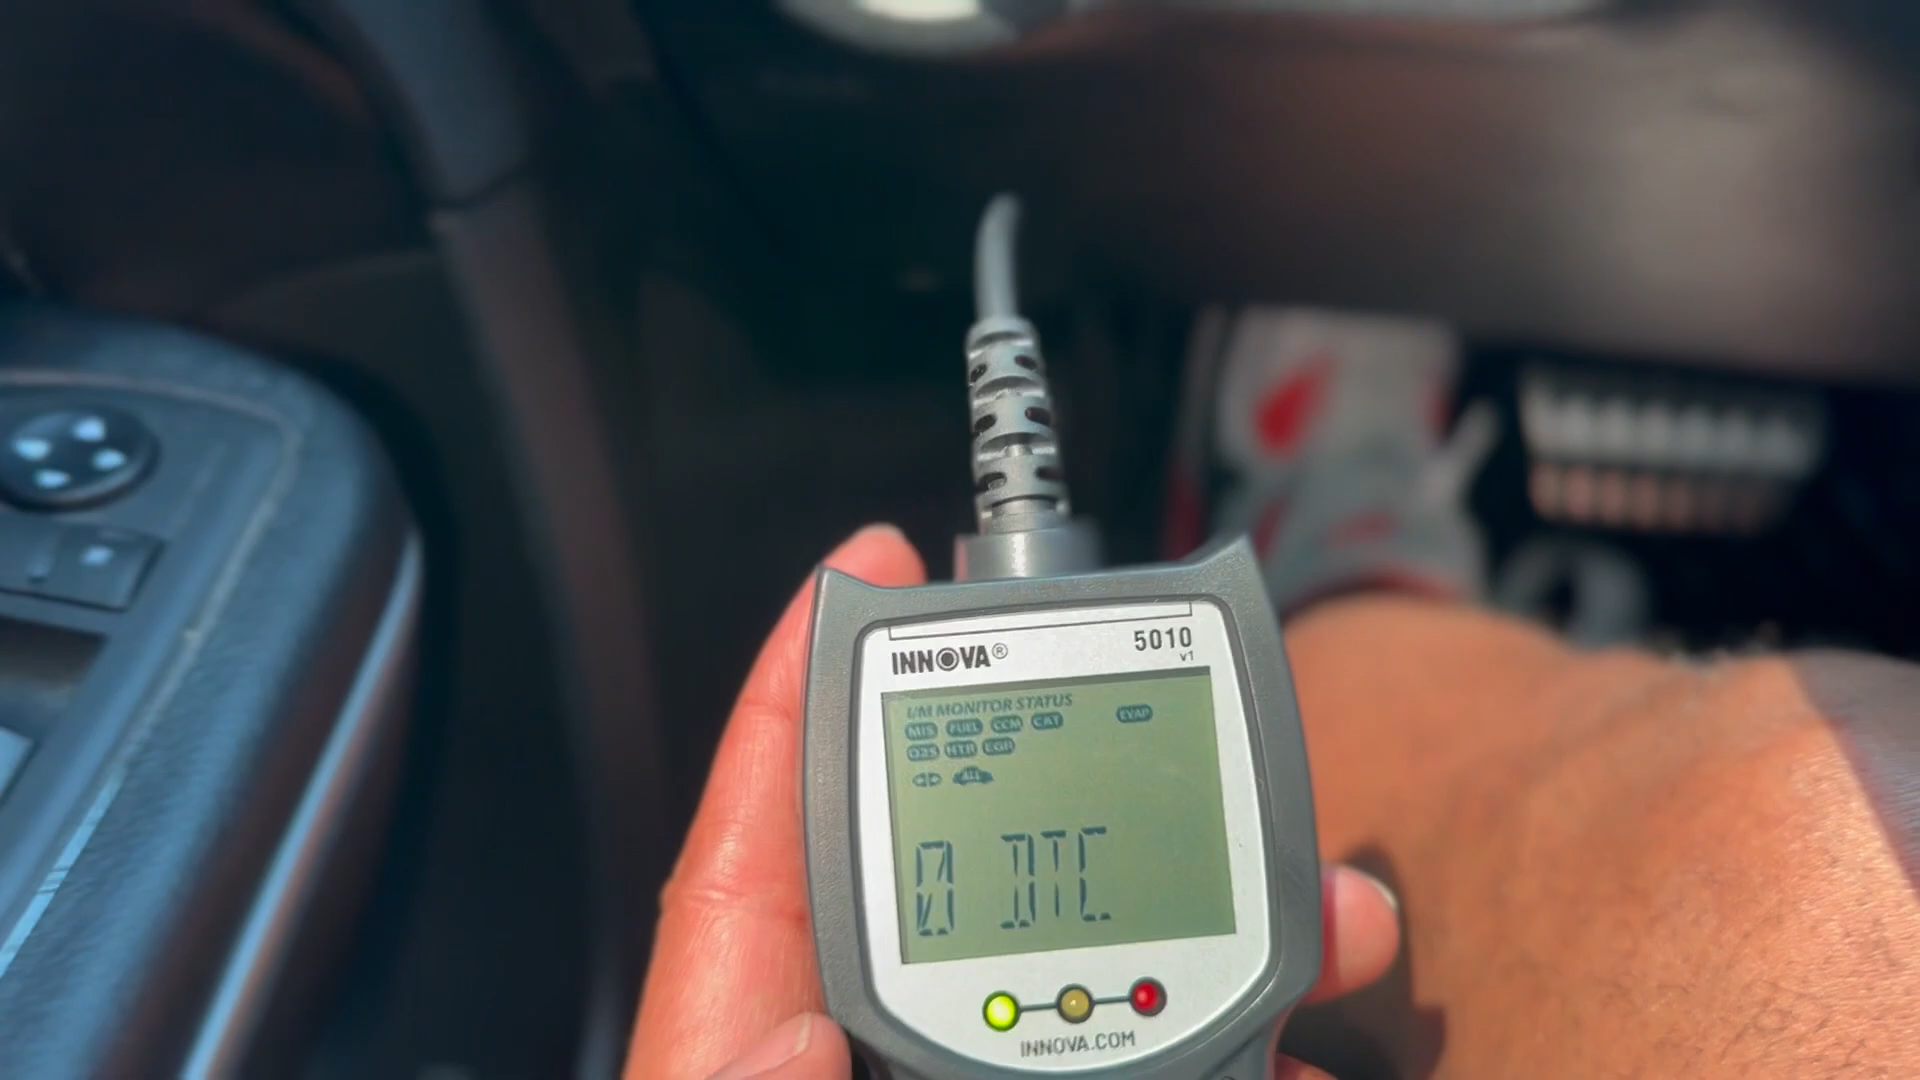 INNOVA®
5010
v1
I/M MONITOR STATUS
MIS FUEL CCM CAT EVAP
O2S HTR EGR
ALL
0 DTC
INNOVA.COM